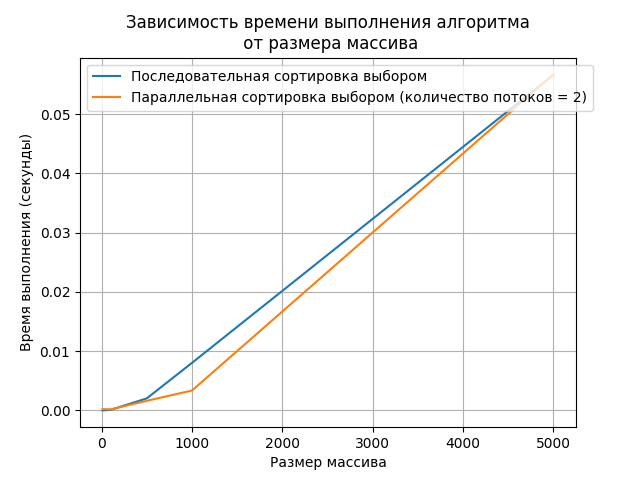 Зависимость времени выполнения алгоритма
от размера массива
Последовательная сортировка выбором
Параллельная сортировка выбором (количество потоков = 2)
Время выполнения (секунды)
0.05
0.04
0.03
0.02
0.01
0.00
0 1000 2000 3000 4000 5000
Размер массива